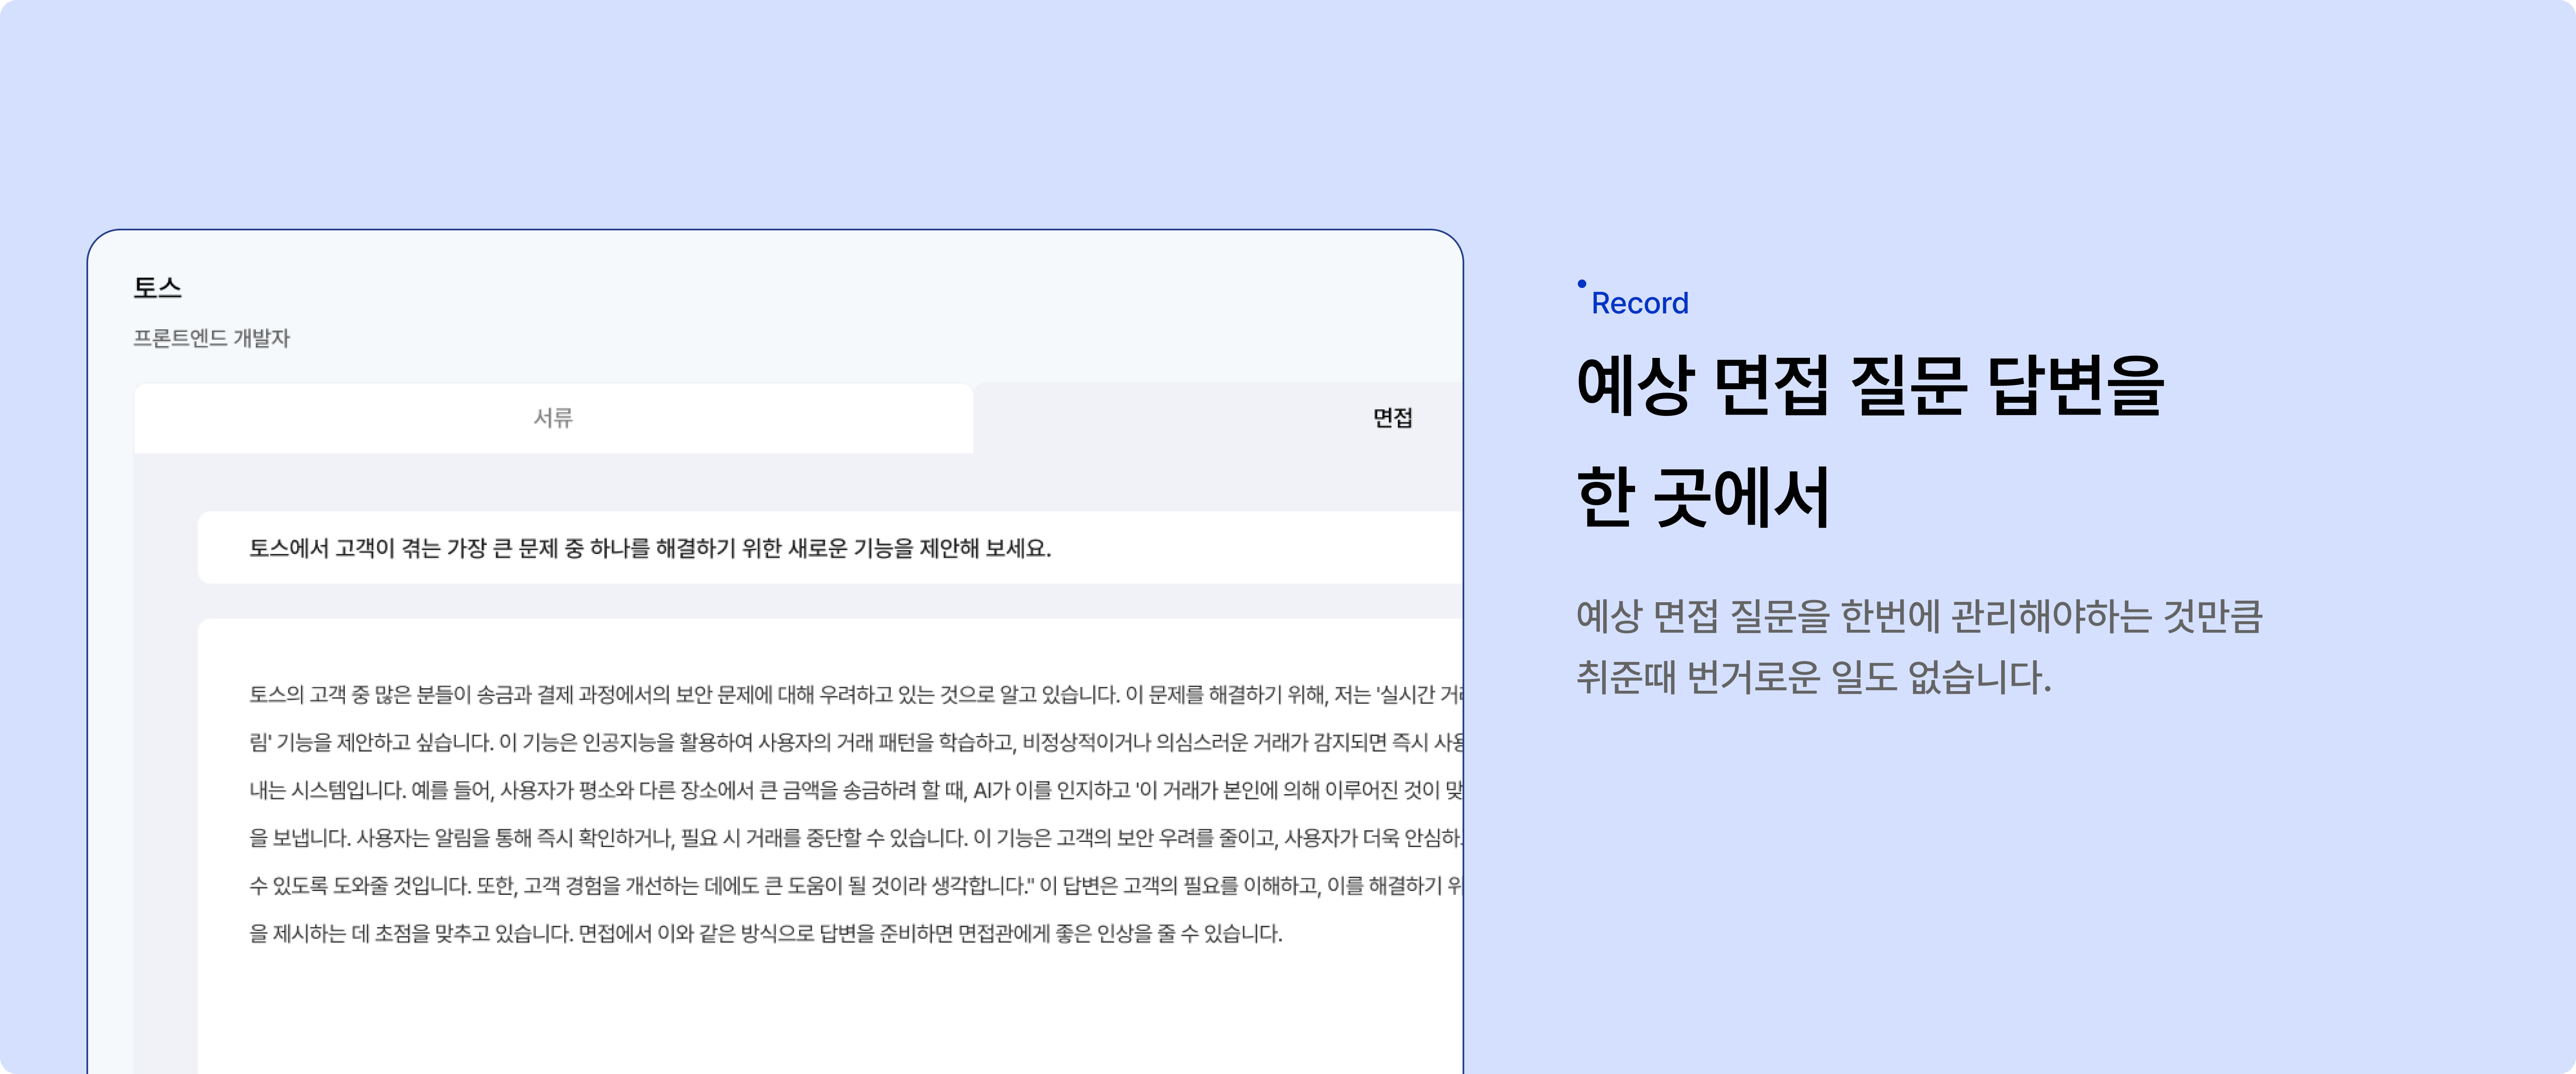 토스
프론트엔드 개발자
서류
면접
토스에서 고객이 겪는 가장 큰 문제 중 하나를 해결하기 위한 새로운 기능을 제안해 보세요.
토스의 고객 중 많은 분들이 송금과 결제 과정에서의 보안 문제에 대해 우려하고 있는 것으로 알고 있습니다. 이 문제를 해결하기 위해, 저는 '실시간
림' 기능을 제안하고 싶습니다. 이 기능은 인공지능을 활용하여 사용자의 거래 패턴을 학습하고, 비정상적이거나 의심스러운 거래가 감지되면 즉시
내는 시스템입니다. 예를 들어, 사용자가 평소와 다른 장소에서 큰 금액을 송금하려 할 때, AI가 이를 인지하고 '이 거래가 본인에 의해 이루어진 것이 맞
을 보냅니다. 사용자는 알림을 통해 즉시 확인하거나, 필요 시 거래를 중단할 수 있습니다. 이 기능은 고객의 보안 우려를 줄이고, 사용자가 더욱
수 있도록 도와줄 것입니다. 또한, 고객 경험을 개선하는 데에도 큰 도움이 될 것이라 생각합니다." 이 답변은 고객의 필요를 이해하고, 이를 해결하기
을 제시하는 데 초점을 맞추고 있습니다. 면접에서 이와 같은 방식으로 답변을 준비하면 면접관에게 좋은 인상을 줄 수 있습니다.
Record
예상 면접 질문 답변을
한 곳에서
예상 면접 질문을 한번에 관리해야하는 것만큼
취준때 번거로운 일도 없습니다.